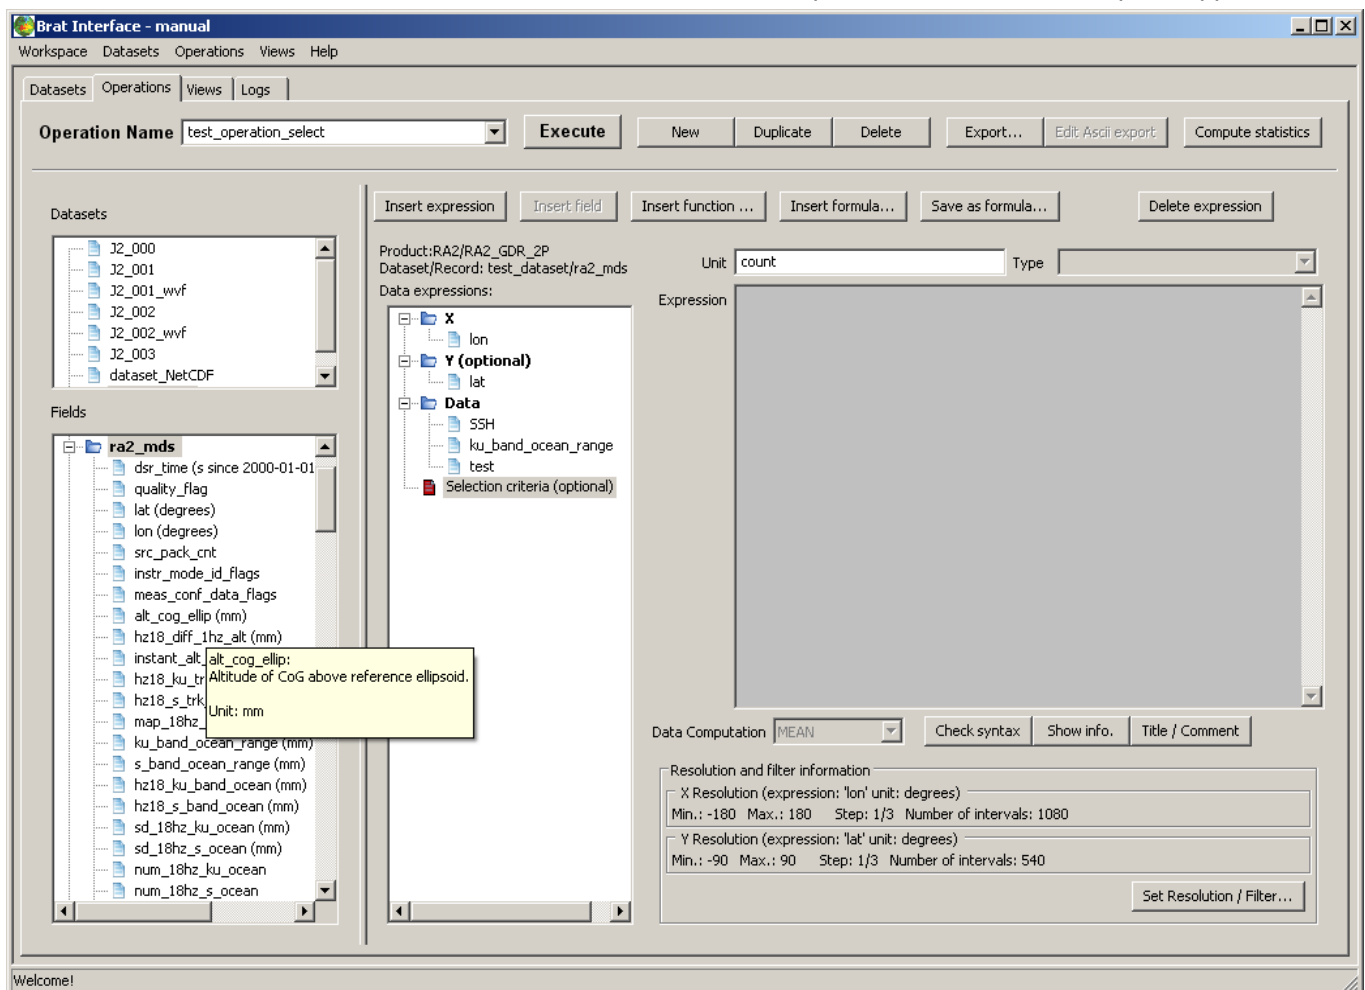 Brat Interface - manual
Workspace Datasets Operations Views Help
Datasets Operations Views Logs
Operation Name test_operation_select Execute New Duplicate Delete Export... Edit Ascii export Compute statistics
Insert expression Insert field Insert function ... Insert formula... Save as formula... Delete expression
Datasets
J2_000
J2_001
J2_001_wvf
J2_002
J2_002_wvf
J2_003
dataset_NetCDF
Fields
ra2_mds
dsr_time (s since 2000-01-01
quality_flag
lat (degrees)
lon (degrees)
src_pack_cnt
instr_mode_id_flags
meas_conf_data_flags
alt_cog_ellip (mm)
hz18_diff_1hz_alt (mm)
instant_alt_
hz18_ku_tr
hz18_s_trk
map_18hz_
ku_band_ocean_range (mm)
s_band_ocean_range (mm)
hz18_ku_band_ocean (mm)
hz18_s_band_ocean (mm)
sd_18hz_ku_ocean (mm)
sd_18hz_s_ocean (mm)
num_18hz_ku_ocean
num_18hz_s_ocean
alt_cog_ellip:
Altitude of CoG above reference ellipsoid.
Unit: mm
Product:RA2/RA2_GDR_2P
Dataset/Record: test_dataset/ra2_mds
Data expressions:
X
lon
Y (optional)
lat
Data
SSH
ku_band_ocean_range
test
Selection criteria (optional)
Unit count Type
Expression
Data Computation MEAN Check syntax Show info. Title / Comment
Resolution and filter information
X Resolution (expression: 'lon' unit: degrees)
Min.: -180 Max.: 180 Step: 1/3 Number of intervals: 1080
Y Resolution (expression: 'lat' unit: degrees)
Min.: -90 Max.: 90 Step: 1/3 Number of intervals: 540
Set Resolution / Filter...
Welcome!